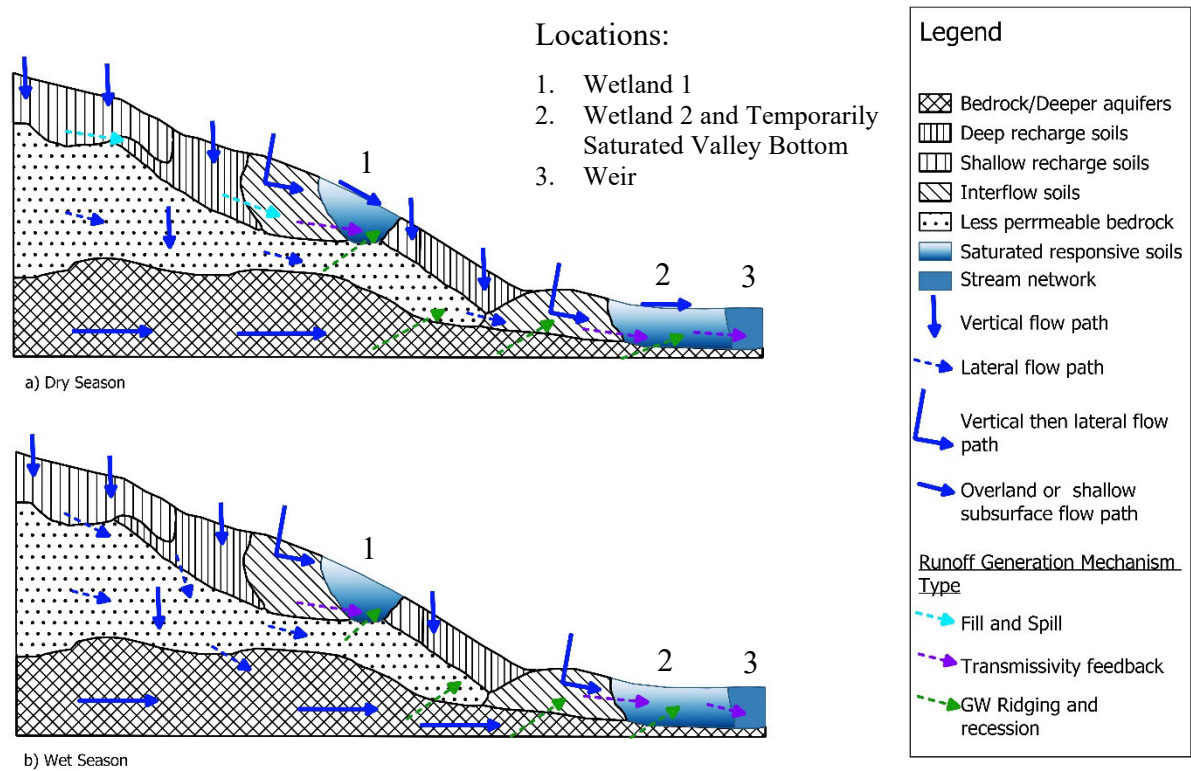 Locations:
1. Wetland 1
2. Wetland 2 and Temporarily
Saturated Valley Bottom
3. Weir
1
2
3
a) Dry Season
1
2
3
b) Wet Season
Legend
Bedrock/Deeper aquifers
Deep recharge soils
Shallow recharge soils
Interflow soils
Less perrmeable bedrock
Saturated responsive soils
Stream network
Vertical flow path
Lateral flow path
Vertical then lateral flow
path
Overland or shallow
subsurface flow path
Runoff Generation Mechanism
Type
Fill and Spill
Transmissivity feedback
GW Ridging and
recession